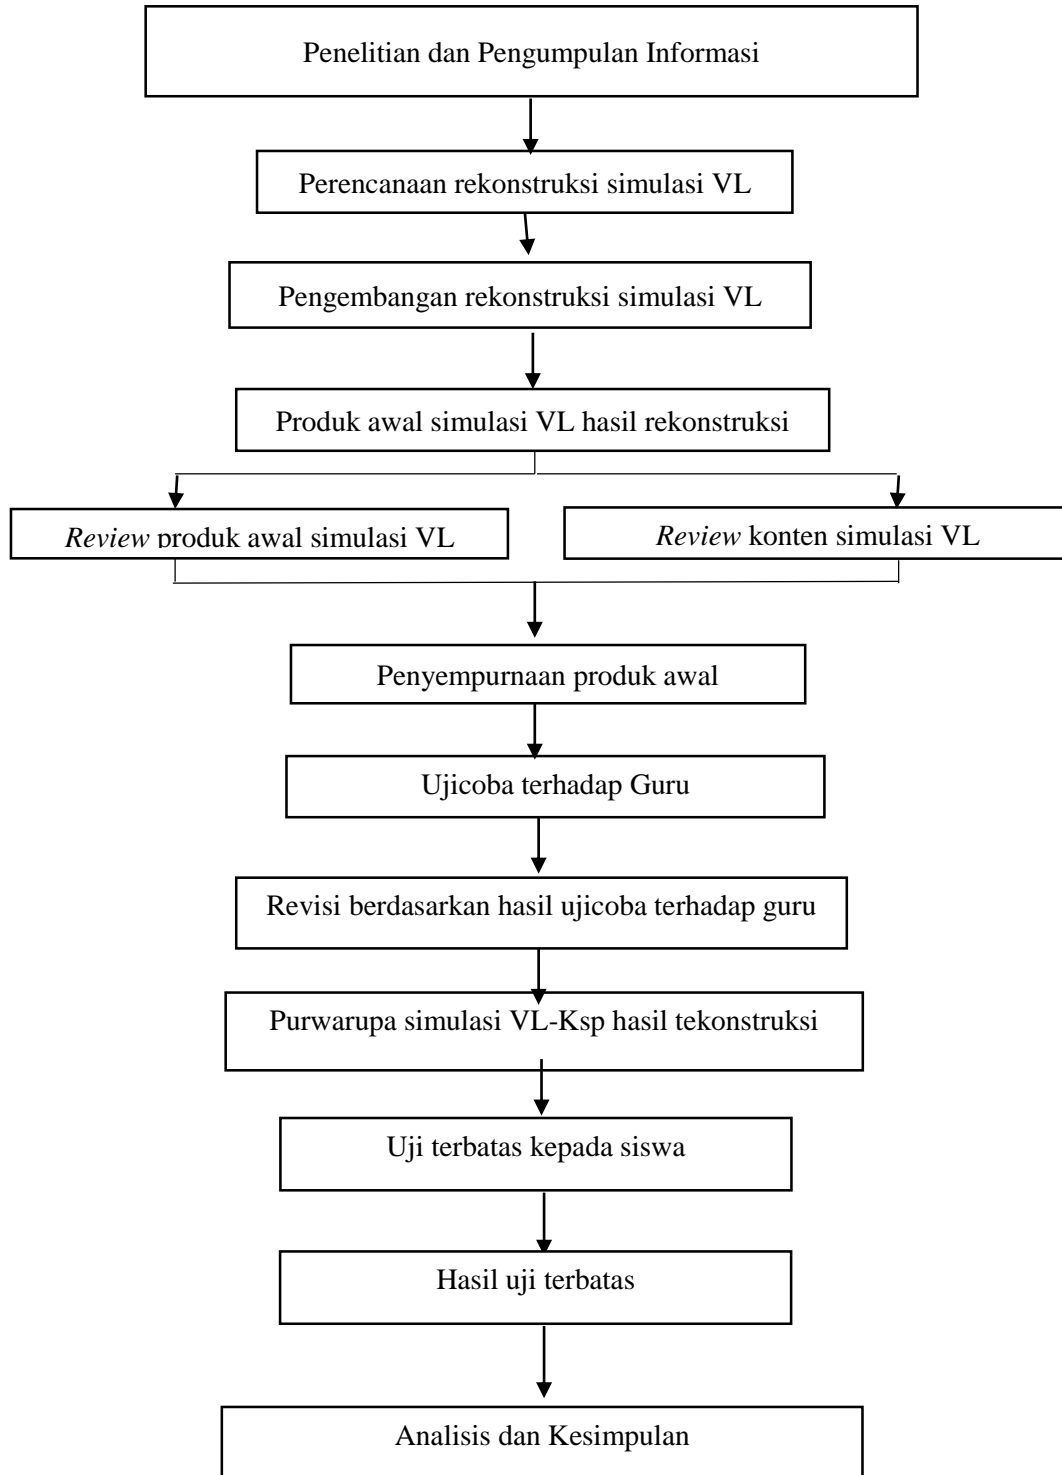 Penelitian dan Pengumpulan Informasi
Perencanaan rekonstruksi simulasi VL
Pengembangan rekonstruksi simulasi VL
Produk awal simulasi VL hasil rekonstruksi
Review produk awal simulasi VL
Review konten simulasi VL
Penyempurnaan produk awal
Ujicoba terhadap Guru
Revisi berdasarkan hasil ujicoba terhadap guru
Purwarupa simulasi VL-Ksp hasil tekonstruksi
Uji terbatas kepada siswa
Hasil uji terbatas
Analisis dan Kesimpulan